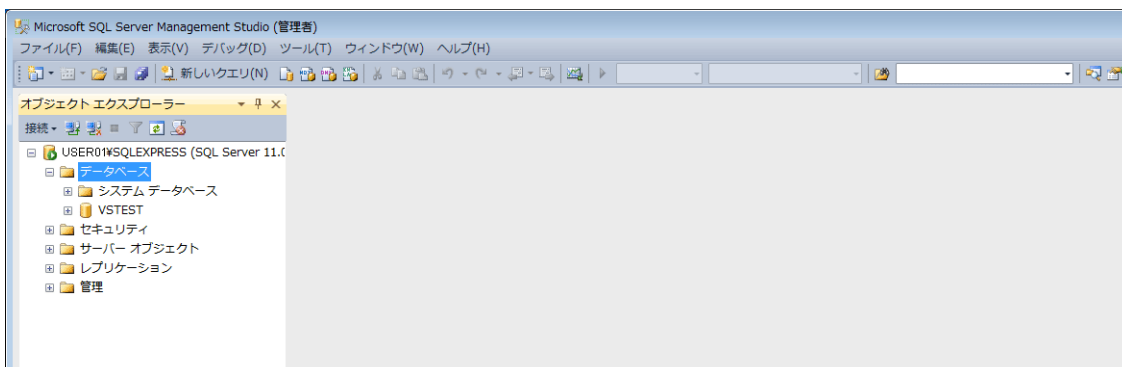 Microsoft SQL Server Management Studio (管理者)
ファイル(F) 編集(E) 表示(V) デバッグ(D) ツール(T) ウィンドウ(W) ヘルプ(H)
新しいクエリ(N)
オブジェクト エクスプローラー
接続
USER01¥SQLEXPRESS (SQL Server 11.0
データベース
システム データベース
VSTEST
セキュリティ
サーバー オブジェクト
レプリケーション
管理